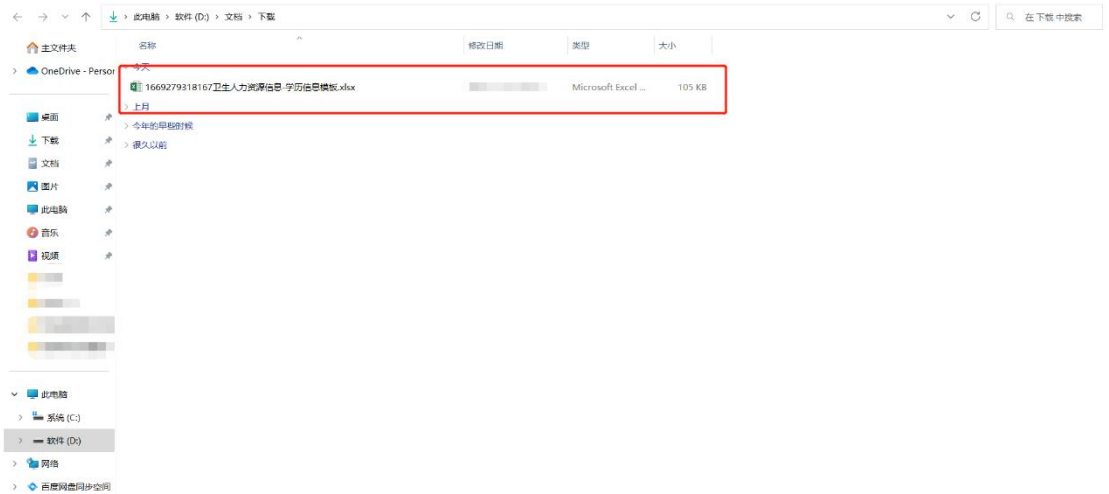 此电脑 › 软件 (D:) › 文档 › 下载
在 下载 中搜索
名称 修改日期 类型 大小
主文件夹
OneDrive - Person
今天
1669279318167卫生人力资源信息-学历信息模板.xlsx Microsoft Excel ... 105 KB
上月
今年的早些时候
很久以前
桌面
下载
文档
图片
此电脑
音乐
视频
此电脑
系统 (C:)
软件 (D:)
网络
百度网盘同步空间